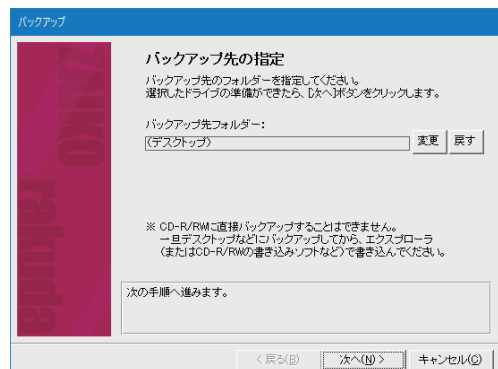 バックアップ
ZAIKO
rakuda
バックアップ先の指定
バックアップ先のフォルダーを指定してください。
選択したドライブの準備ができたら、[次へ]ボタンをクリックします。
バックアップ先フォルダー:
(デスクトップ)
変更
戻す
※ CD-R/RWに直接バックアップすることはできません。
一旦デスクトップなどにバックアップしてから、エクスプローラ
(またはCD-R/RWの書き込みソフトなど)で書き込んでください。
次の手順へ進みます。
< 戻る(B)
次へ(N) >
キャンセル(C)